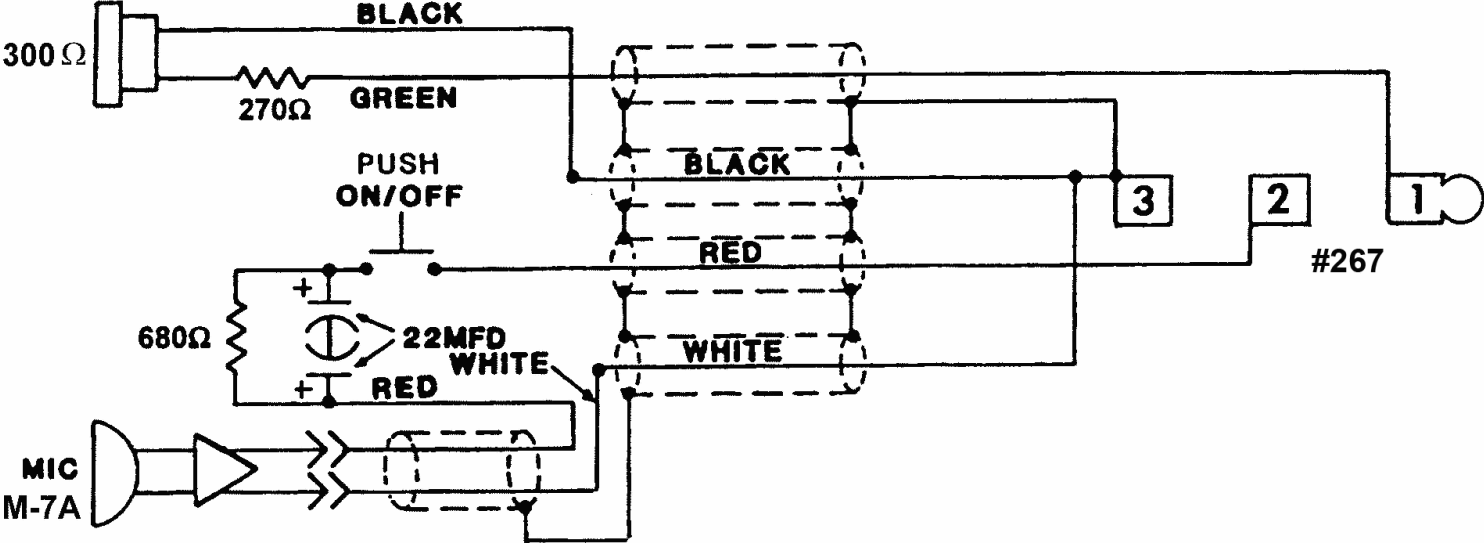 BLACK
300 Ω
270Ω
GREEN
PUSH
ON/OFF
BLACK
3
2
1
RED
#267
+
680Ω
22MFD
WHITE
WHITE
+
RED
MIC
M-7A